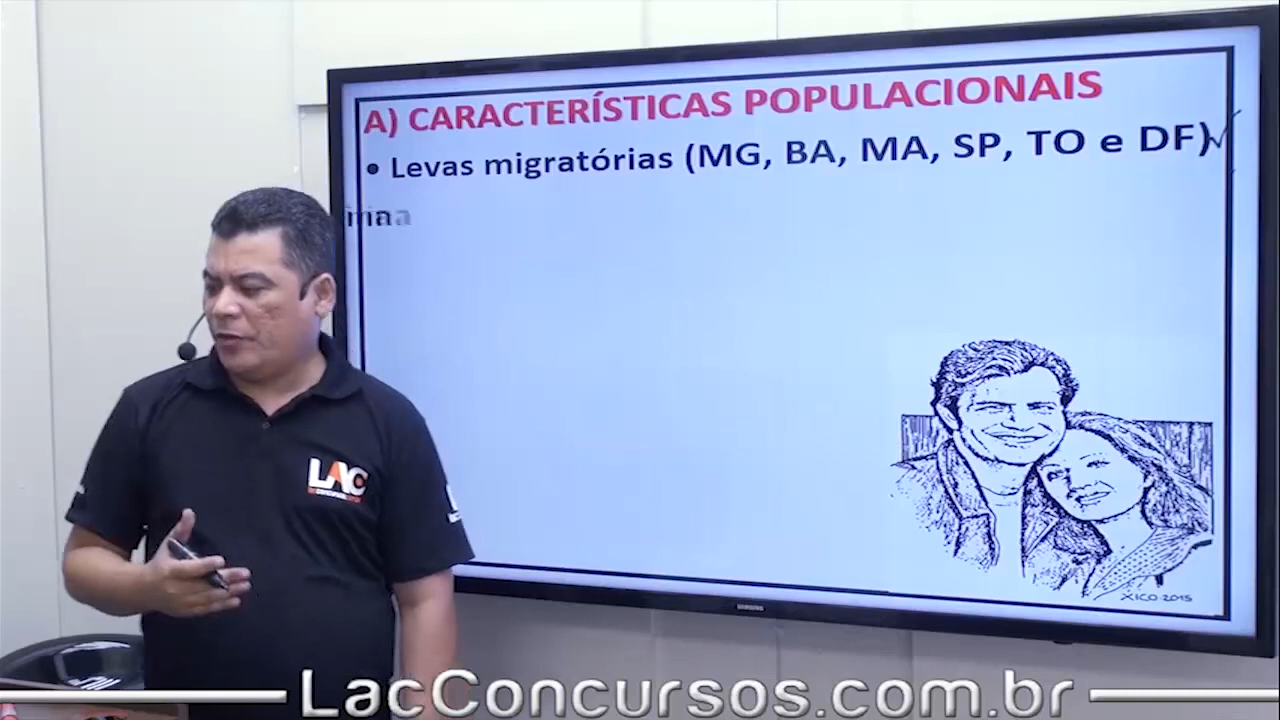 A) CARACTERÍSTICAS POPULACIONAIS
• Levas migratórias (MG, BA, MA, SP, TO e DF)
LAC
SAMSUNG
XICO-2015
LacConcursos.com.br